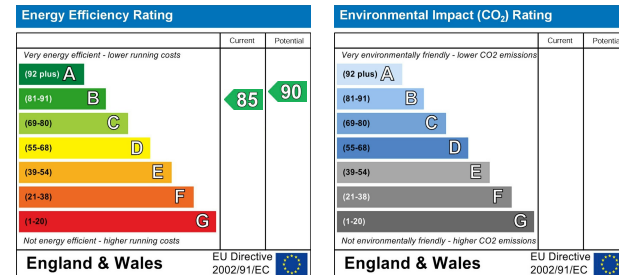 Energy Efficiency Rating
Current Potential
Very energy efficient - lower running costs
(92 plus) A
(81-91) B
(69-80) C
(55-68) D
(39-54) E
(21-38) F
(1-20) G
85
90
Not energy efficient - higher running costs
England & Wales
EU Directive
2002/91/EC
Environmental Impact (CO₂) Rating
Current Potential
Very environmentally friendly - lower CO2 emissions
(92 plus) A
(81-91) B
(69-80) C
(55-68) D
(39-54) E
(21-38) F
(1-20) G
Not environmentally friendly - higher CO2 emissions
England & Wales
EU Directive
2002/91/EC